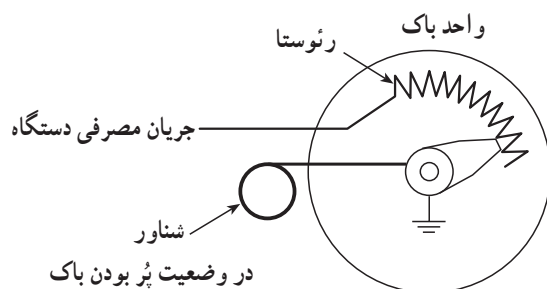 واحد باک
رئوستا
جریان مصرفی دستگاه
شناور
در وضعیت پُر بودن باک